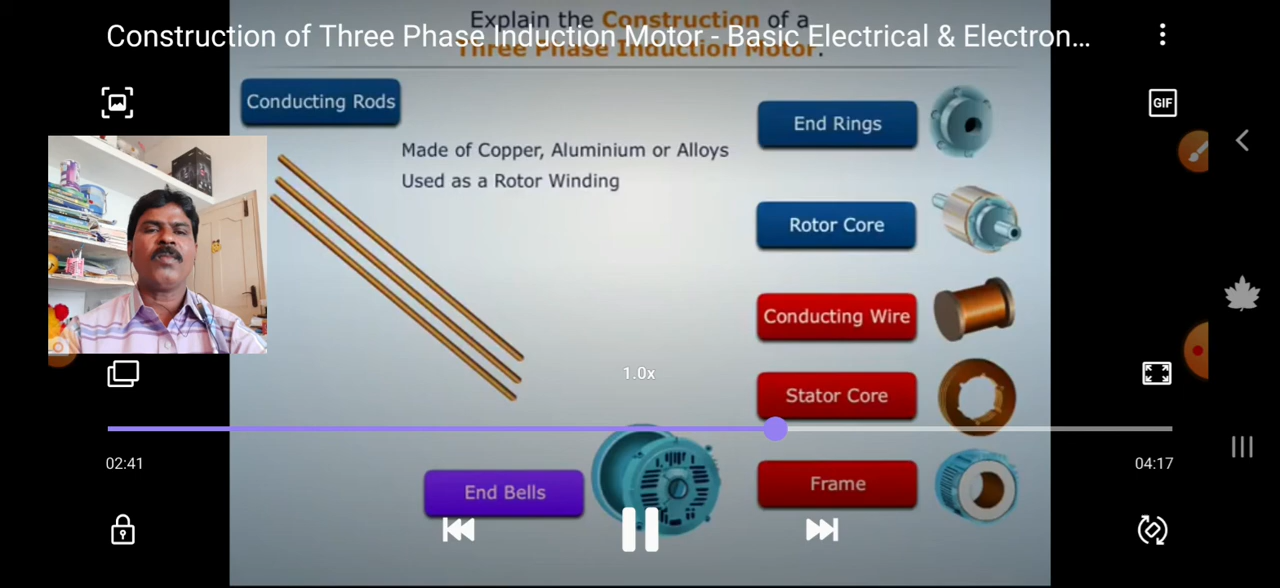 Explain the Construction of a
Three Phase Induction Motor.
Construction of Three Phase Induction Motor - Basic Electrical & Electron...
GIF
Conducting Rods
Made of Copper, Aluminium or Alloys
Used as a Rotor Winding
End Rings
Rotor Core
Conducting Wire
Stator Core
Frame
End Bells
1.0x
02:41
04:17